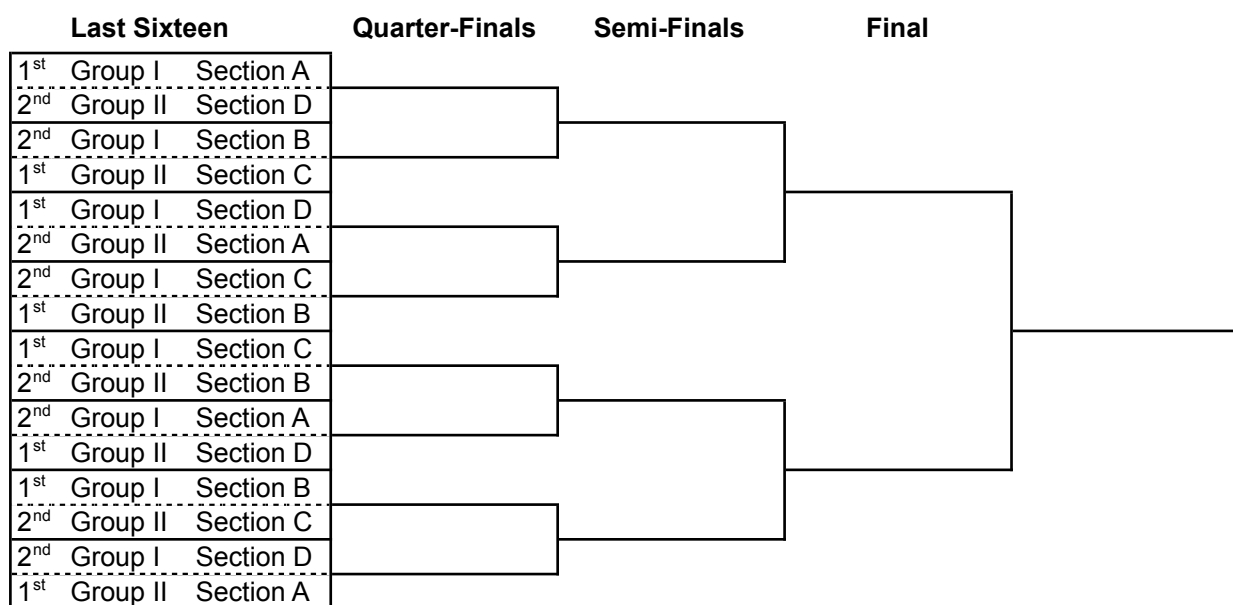 Last Sixteen Quarter-Finals Semi-Finals Final
1st Group I Section A
2nd Group II Section D
2nd Group I Section B
1st Group II Section C
1st Group I Section D
2nd Group II Section A
2nd Group I Section C
1st Group II Section B
1st Group I Section C
2nd Group II Section B
2nd Group I Section A
1st Group II Section D
1st Group I Section B
2nd Group II Section C
2nd Group I Section D
1st Group II Section A